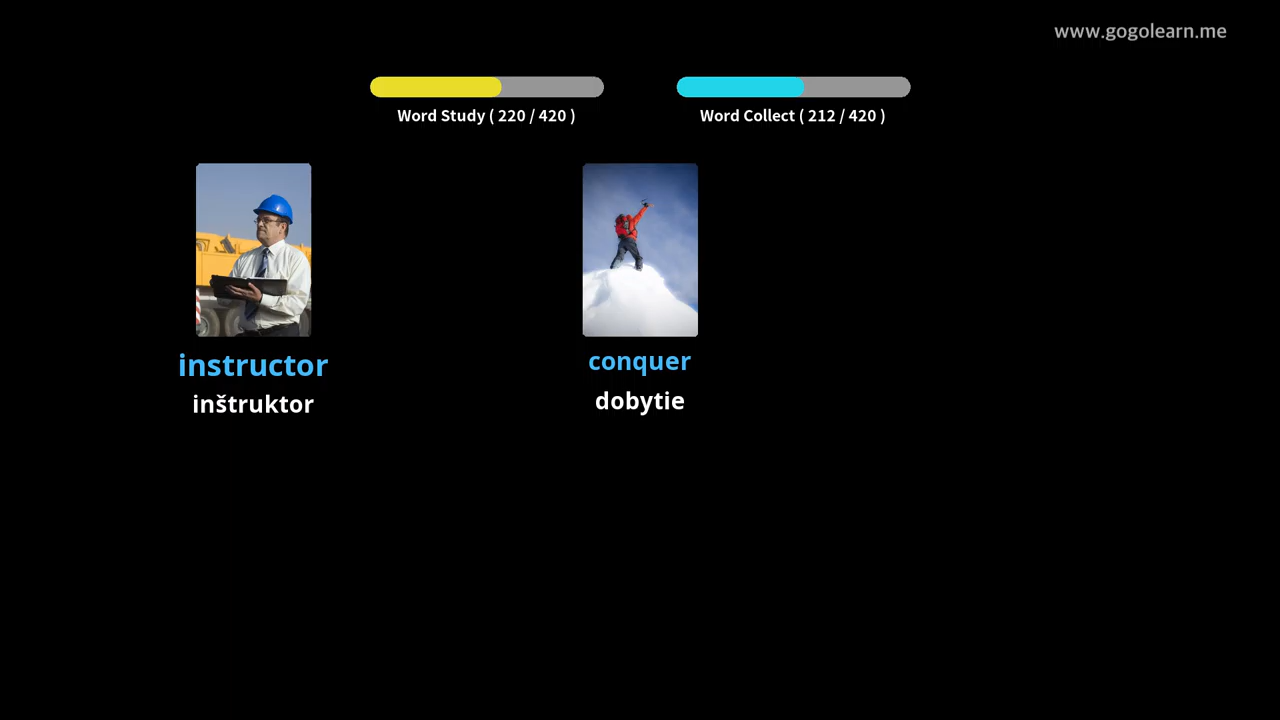 www.gogolearn.me
Word Study ( 220 / 420 )
Word Collect ( 212 / 420 )
instructor
inštruktor
conquer
dobytie